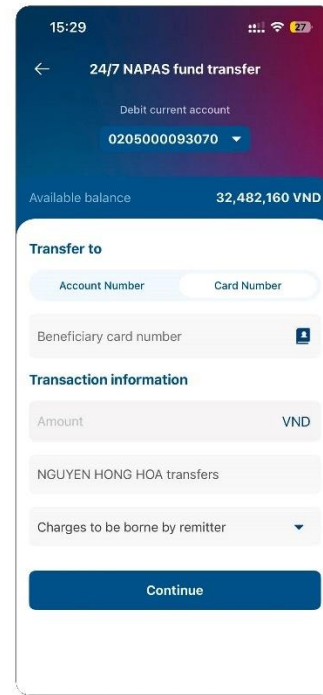 15:29
27
24/7 NAPAS fund transfer
Debit current account
0205000093070
Available balance 32,482,160 VND
Transfer to
Account Number Card Number
Beneficiary card number
Transaction information
Amount VND
NGUYEN HONG HOA transfers
Charges to be borne by remitter
Continue